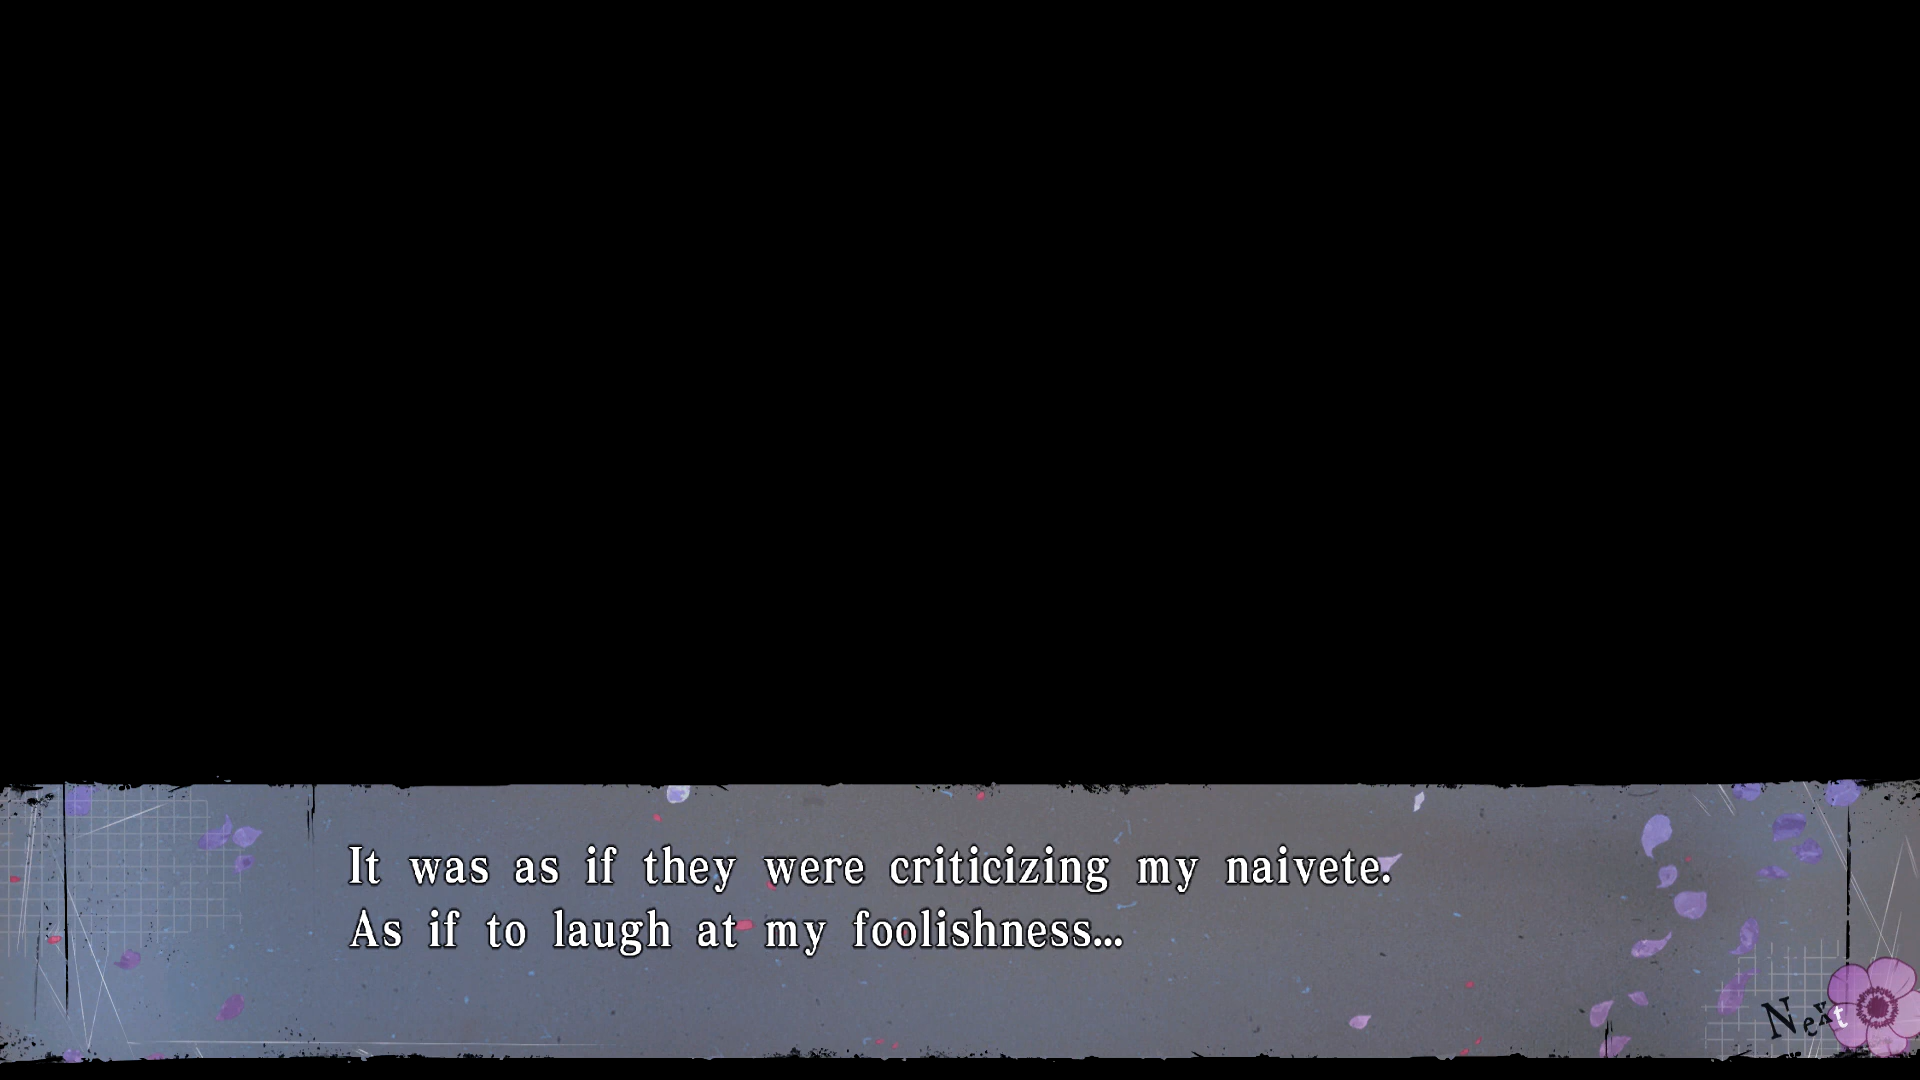 It was as if they were criticizing my naivete.
As if to laugh at my foolishness...
Next